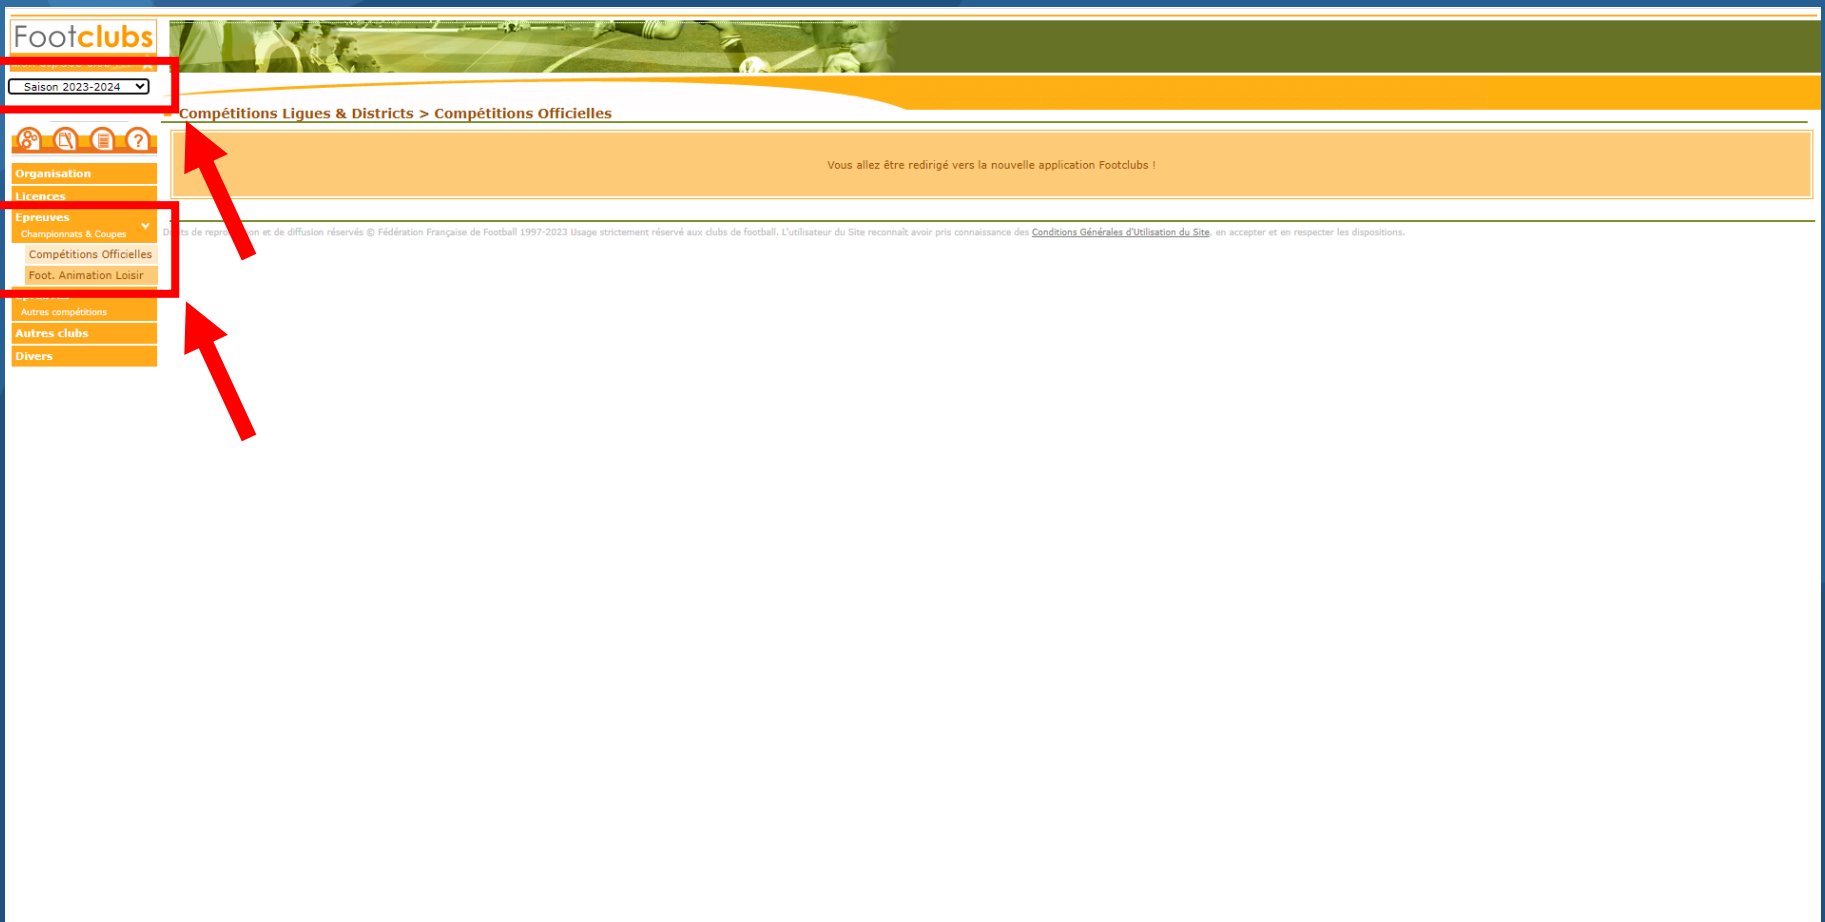 Footclubs
Saison 2023-2024
Compétitions Ligues & Districts > Compétitions Officielles
?
Vous allez être redirigé vers la nouvelle application Footclubs !
Organisation
Licences
Epreuves
Championnats & Coupes
Compétitions Officielles
Foot. Animation Loisir
Epreuves
Autres compétitions
Autres clubs
Divers
de et de diffusion réservés © Fédération Française de Football 1997-2023 Usage strictement réservé aux clubs de football. L'utilisateur du Site reconnaît avoir pris connaissance des Conditions Générales d'Utilisation du Site, en accepter et en respecter les dispositions.